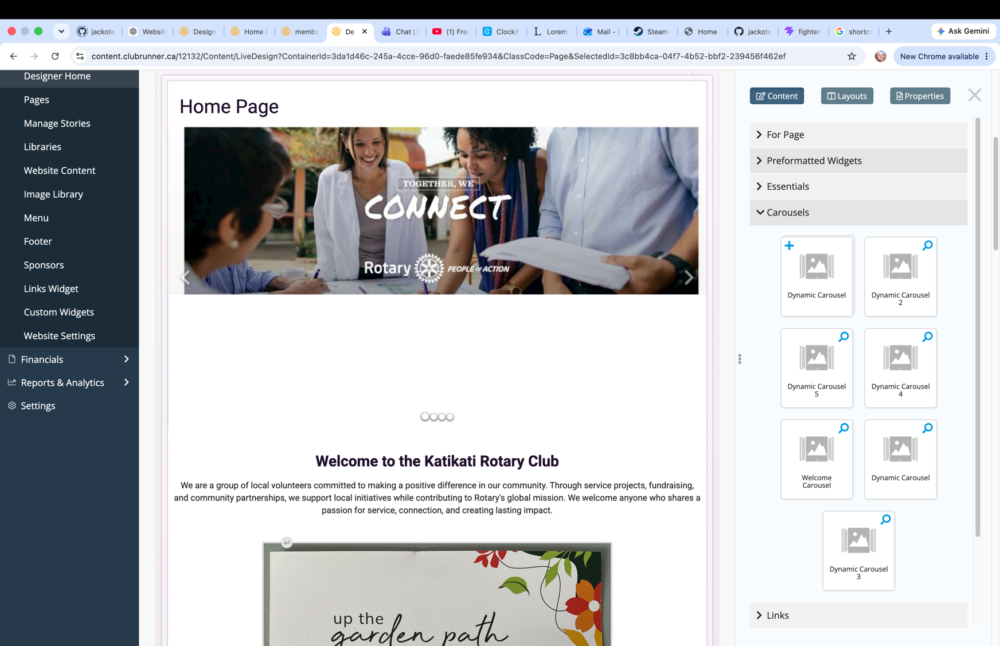 jackote
Websit
Design
Home P
membe
De
Chat |
(1) Fre
Clockif
Lorem
Mail -
Steam
Home
jackote
fighter-
shortc
Ask Gemini
content.clubrunner.ca/12132/Content/LiveDesign?ContainerId=3da1d46c-245a-4cce-96d0-faede85fe934&ClassCode=Page&SelectedId=3c8bb4ca-04f7-4b52-bbf2-239456f462ef
New Chrome available
Designer Home
Pages
Manage Stories
Libraries
Website Content
Image Library
Menu
Footer
Sponsors
Links Widget
Custom Widgets
Website Settings
Financials
Reports & Analytics
Settings
Home Page
TOGETHER, WE
CONNECT
Rotary
PEOPLE OF ACTION
Welcome to the Katikati Rotary Club
We are a group of local volunteers committed to making a positive difference in our community. Through service projects, fundraising,
and community partnerships, we support local initiatives while contributing to Rotary's global mission. We welcome anyone who shares a
passion for service, connection, and creating lasting impact.
up the
garden path
Content
Layouts
Properties
For Page
Preformatted Widgets
Essentials
Carousels
Dynamic Carousel
Dynamic Carousel
2
Dynamic Carousel
5
Dynamic Carousel
4
Welcome
Carousel
Dynamic Carousel
Dynamic Carousel
3
Links